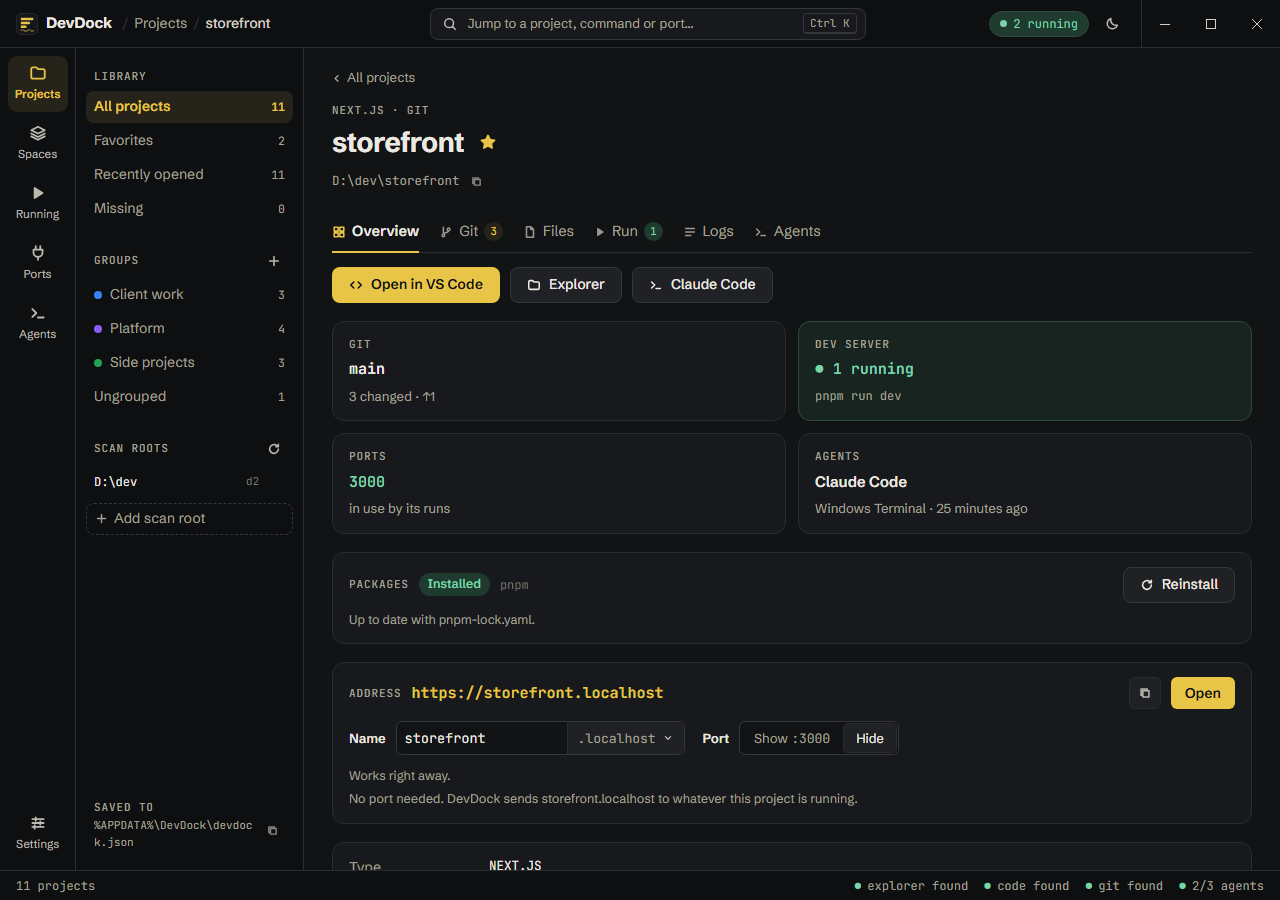 DevDock / Projects / storefront
Jump to a project, command or port... Ctrl K
2 running
Projects
Spaces
Running
Ports
Agents
Settings
LIBRARY
All projects 11
Favorites 2
Recently opened 11
Missing 0
GROUPS
Client work 3
Platform 4
Side projects 3
Ungrouped 1
SCAN ROOTS
D:\dev d2
Add scan root
SAVED TO
%APPDATA%\DevDock\devdoc
k.json
All projects
NEXT.JS · GIT
storefront
D:\dev\storefront
Overview Git 3 Files Run 1 Logs Agents
Open in VS Code Explorer Claude Code
GIT
main
3 changed · ↑1
DEV SERVER
1 running
pnpm run dev
PORTS
3000
in use by its runs
AGENTS
Claude Code
Windows Terminal · 25 minutes ago
PACKAGES Installed pnpm Reinstall
Up to date with pnpm-lock.yaml.
ADDRESS https://storefront.localhost Open
Name storefront .localhost Port Show :3000 Hide
Works right away.
No port needed. DevDock sends storefront.localhost to whatever this project is running.
Type NEXT.JS
11 projects explorer found code found git found 2/3 agents